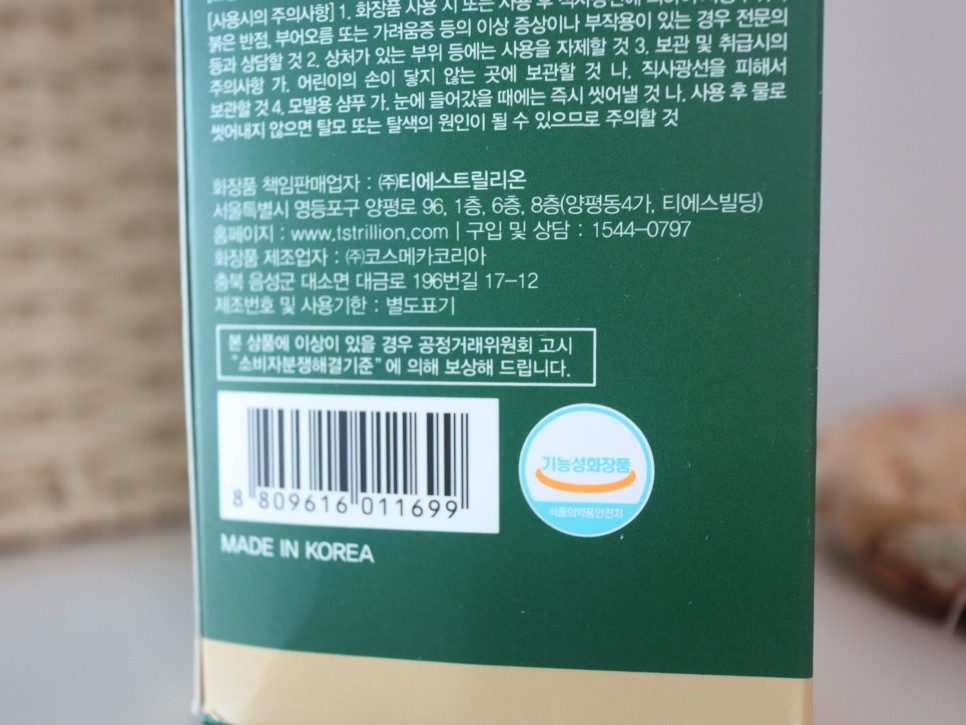 [사용시의 주의사항] 1. 화장품 사용 시 또는 사용 후 직사광선에
붉은 반점, 부어오름 또는 가려움증 등의 이상 증상이나 부작용이 있는 경우 전문의
등과 상담할 것 2. 상처가 있는 부위 등에는 사용을 자제할 것 3. 보관 및 취급시의
주의사항 가. 어린이의 손이 닿지 않는 곳에 보관할 것 나. 직사광선을 피해서
보관할 것 4. 모발용 샴푸 가. 눈에 들어갔을 때에는 즉시 씻어낼 것 나. 사용 후 물로
씻어내지 않으면 탈모 또는 탈색의 원인이 될 수 있으므로 주의할 것
화장품 책임판매업자 : ㈜티에스트릴리온
서울특별시 영등포구 양평로 96, 1층, 6층, 8층(양평동4가, 티에스빌딩)
홈페이지 : www.tstrillion.com | 구입 및 상담 : 1544-0797
화장품 제조업자 : ㈜코스메카코리아
충북 음성군 대소면 대금로 196번길 17-12
제조번호 및 사용기한 : 별도표기
본 상품에 이상이 있을 경우 공정거래위원회 고시
"소비자분쟁해결기준"에 의해 보상해 드립니다.
8 809616 011699
기능성화장품
식품의약품안전처
MADE IN KOREA